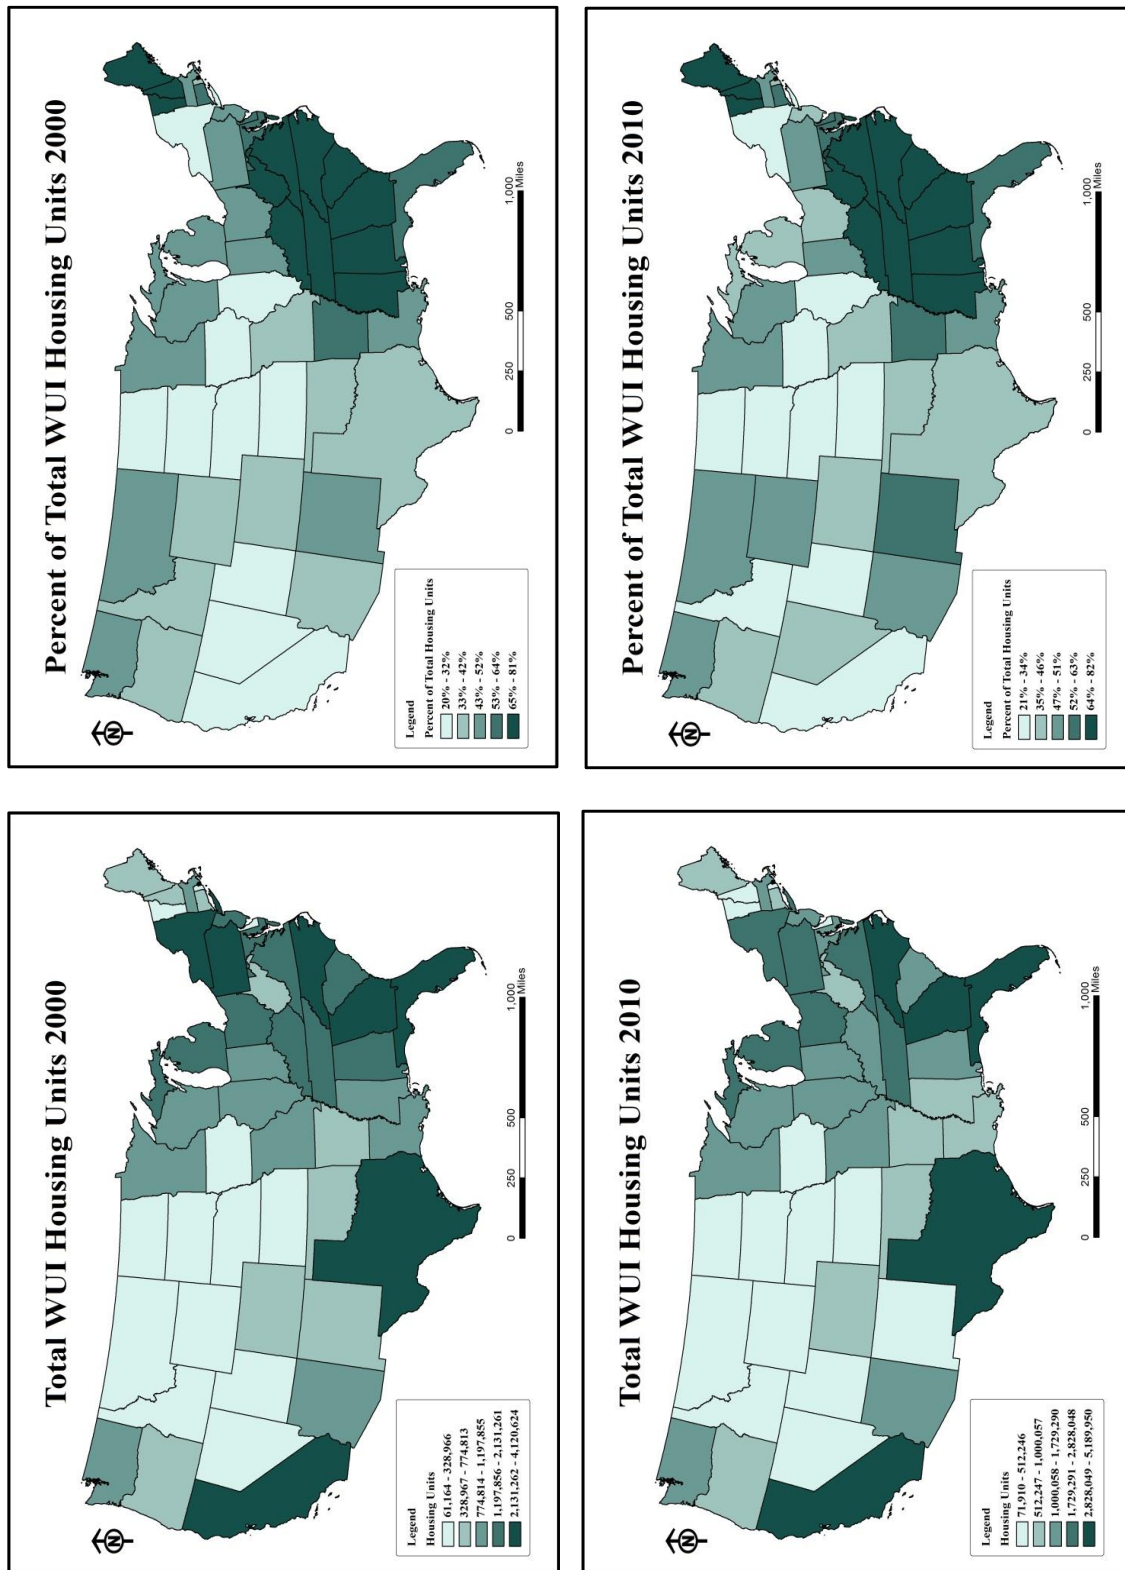 Total WUI Housing Units 2000
N
Legend
Housing Units
61,164 - 328,966
328,967 - 774,813
774,814 - 1,197,855
1,197,856 - 2,131,261
2,131,262 - 4,120,624
0 250 500 1,000
Miles
Percent of Total WUI Housing Units 2000
N
Legend
Percent of Total Housing Units
20% - 32%
33% - 42%
43% - 52%
53% - 64%
65% - 81%
0 250 500 1,000
Miles
Total WUI Housing Units 2010
N
Legend
Housing Units
71,910 - 512,246
512,247 - 1,000,057
1,000,058 - 1,729,290
1,729,291 - 2,828,048
2,828,049 - 5,189,950
0 250 500 1,000
Miles
Percent of Total WUI Housing Units 2010
N
Legend
Percent of Total Housing Units
21% - 34%
35% - 46%
47% - 51%
52% - 63%
64% - 82%
0 250 500 1,000
Miles